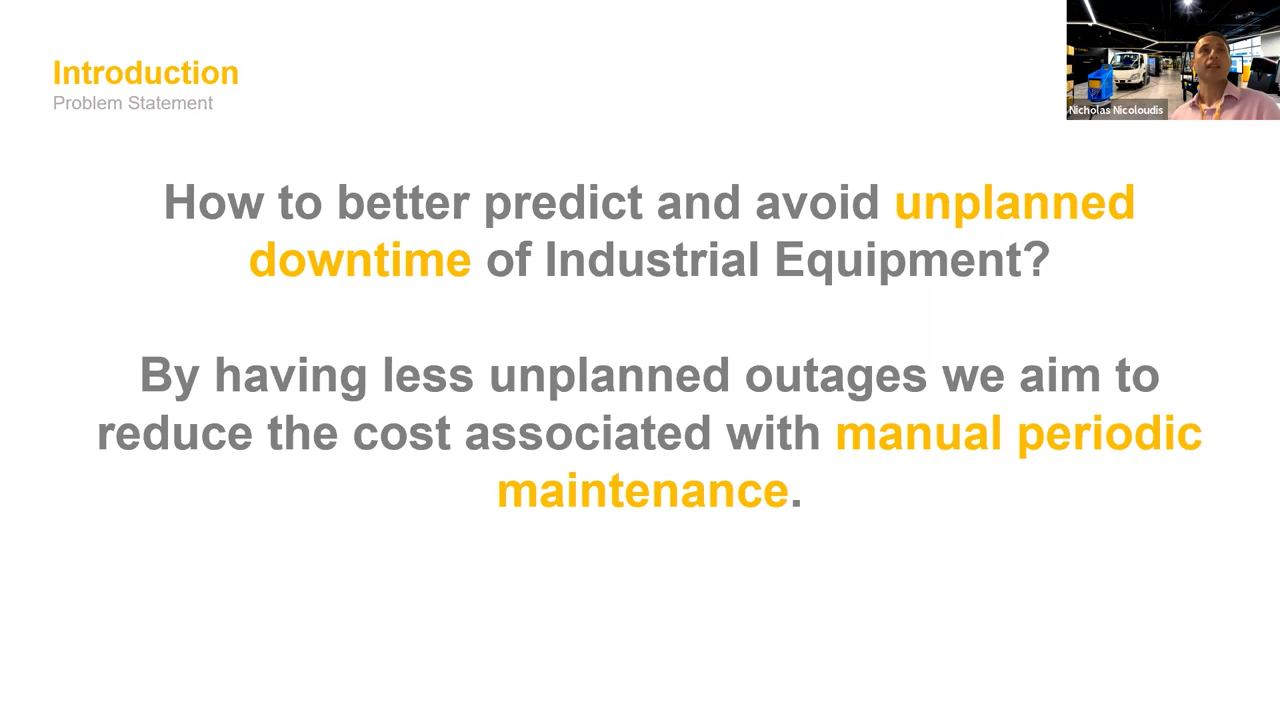 Introduction
Problem Statement
Nicholas Nicoloudis
How to better predict and avoid unplanned
downtime of Industrial Equipment?
By having less unplanned outages we aim to
reduce the cost associated with manual periodic
maintenance.